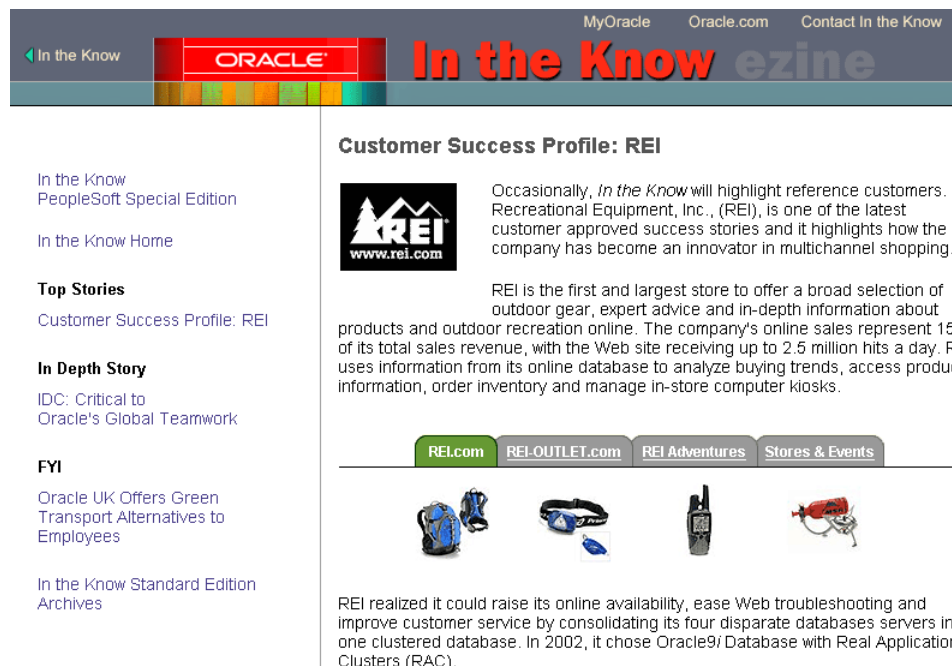 MyOracle Oracle.com Contact In the Know
In the Know
ORACLE
In the Know ezine
In the Know
PeopleSoft Special Edition
In the Know Home
Top Stories
Customer Success Profile: REI
In Depth Story
IDC: Critical to
Oracle's Global Teamwork
FYI
Oracle UK Offers Green
Transport Alternatives to
Employees
In the Know Standard Edition
Archives
Customer Success Profile: REI
REI
www.rei.com
Occasionally, In the Know will highlight reference customers.
Recreational Equipment, Inc., (REI), is one of the latest
customer approved success stories and it highlights how the
company has become an innovator in multichannel shopping.
REI is the first and largest store to offer a broad selection of
outdoor gear, expert advice and in-depth information about
products and outdoor recreation online. The company's online sales represent 15
of its total sales revenue, with the Web site receiving up to 2.5 million hits a day.
uses information from its online database to analyze buying trends, access
information, order inventory and manage in-store computer kiosks.
REI.com REI-OUTLET.com REI Adventures Stores & Events
REI realized it could raise its online availability, ease Web troubleshooting and
improve customer service by consolidating its four disparate databases servers
one clustered database. In 2002, it chose Oracle9i Database with Real
Clusters (RAC).